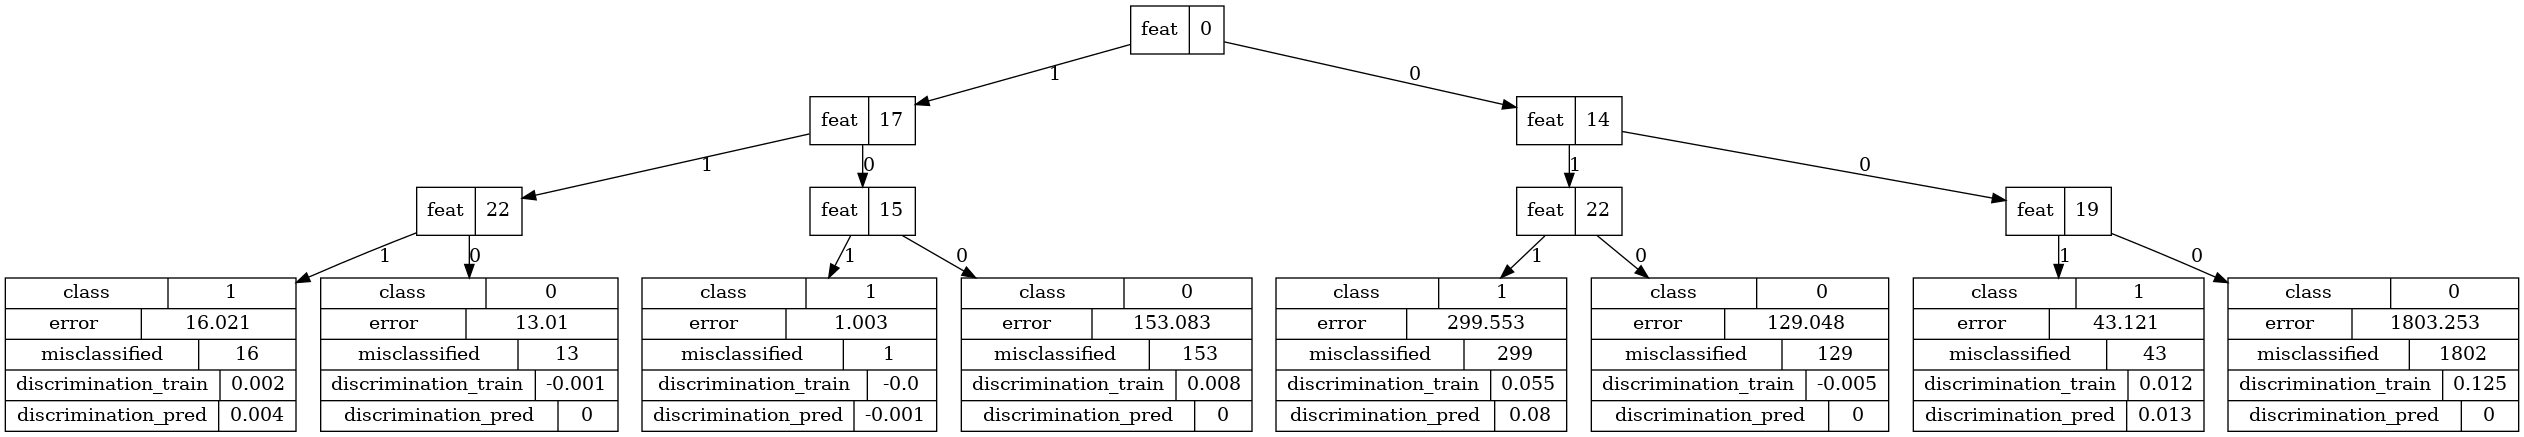 feat 0
1 0
feat 17 feat 14
1 0 1 0
feat 22 feat 15 feat 22 feat 19
1 0 1 0 1 0 1 0
class 1 class 0 class 1 class 0 class 1 class 0 class 1 class 0
error 16.021 error 13.01 error 1.003 error 153.083 error 299.553 error 129.048 error 43.121 error 1803.253
misclassified 16 misclassified 13 misclassified 1 misclassified 153 misclassified 299 misclassified 129 misclassified 43 misclassified 1802
discrimination_train 0.002 discrimination_train -0.001 discrimination_train -0.0 discrimination_train 0.008 discrimination_train 0.055 discrimination_train -0.005 discrimination_train 0.012 discrimination_train 0.125
discrimination_pred 0.004 discrimination_pred 0 discrimination_pred -0.001 discrimination_pred 0 discrimination_pred 0.08 discrimination_pred 0 discrimination_pred 0.013 discrimination_pred 0